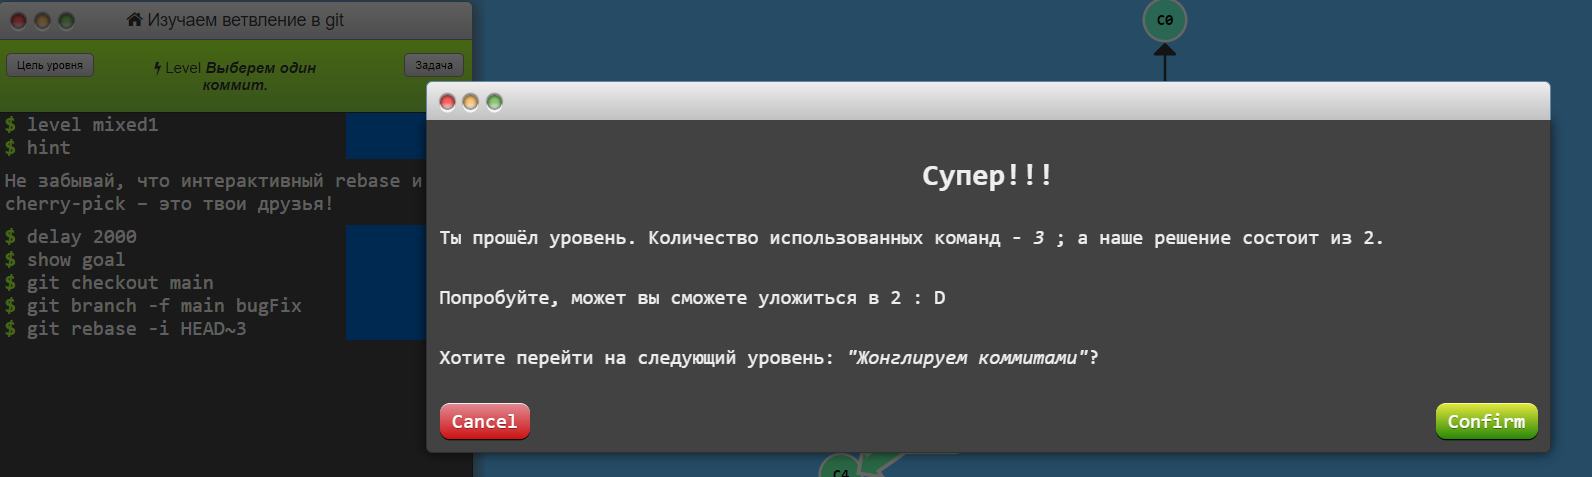 Изучаем ветвление в git
Цель уровня
Level Выберем один
коммит.
Задача
$ level mixed1
$ hint
Не забывай, что интерактивный rebase и
cherry-pick – это твои друзья!
$ delay 2000
$ show goal
$ git checkout main
$ git branch -f main bugFix
$ git rebase -i HEAD~3
C0
Супер!!!
Ты прошёл уровень. Количество использованных команд - 3 ; а наше решение состоит из 2.
Попробуйте, может вы сможете уложиться в 2 : D
Хотите перейти на следующий уровень: "Жонглируем коммитами"?
Cancel
Confirm
C4